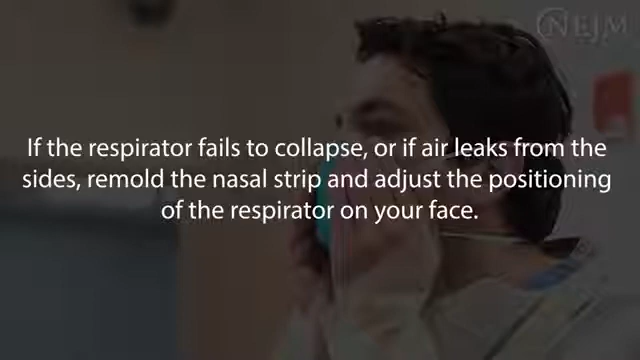 NEJM
If the respirator fails to collapse, or if air leaks from the
sides, remold the nasal strip and adjust the positioning
of the respirator on your face.